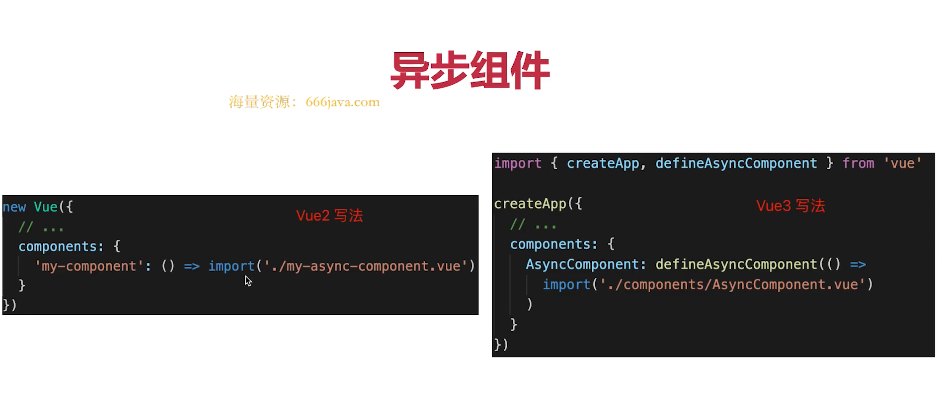 异步组件
海量资源：666java.com
new Vue({
Vue2 写法
// ...
components: {
'my-component': () => import('./my-async-component.vue')
}
})
import { createApp, defineAsyncComponent } from 'vue'
createApp({
Vue3 写法
// ...
components: {
AsyncComponent: defineAsyncComponent(() =>
import('./components/AsyncComponent.vue')
)
}
})